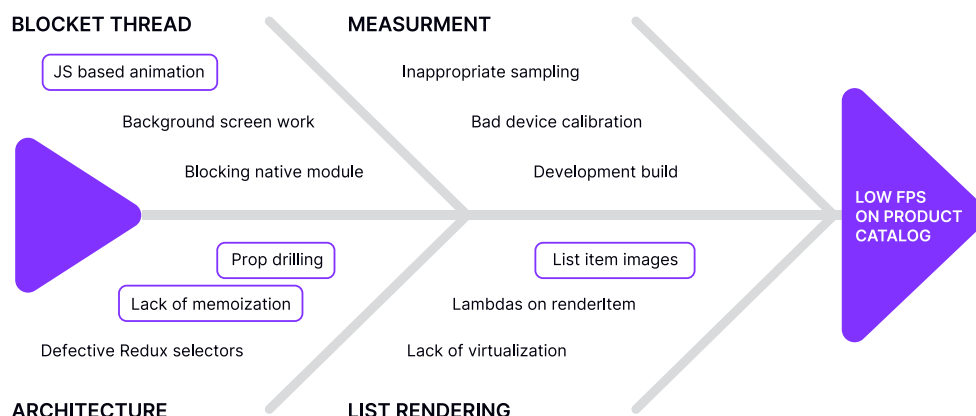 BLOCKET THREAD
MEASURMENT
JS based animation
Inappropriate sampling
Background screen work
Bad device calibration
Blocking native module
Development build
LOW FPS
ON PRODUCT
CATALOG
Prop drilling
List item images
Lack of memoization
Lambdas on renderItem
Defective Redux selectors
Lack of virtualization
ARCHITECTURE
LIST RENDERING